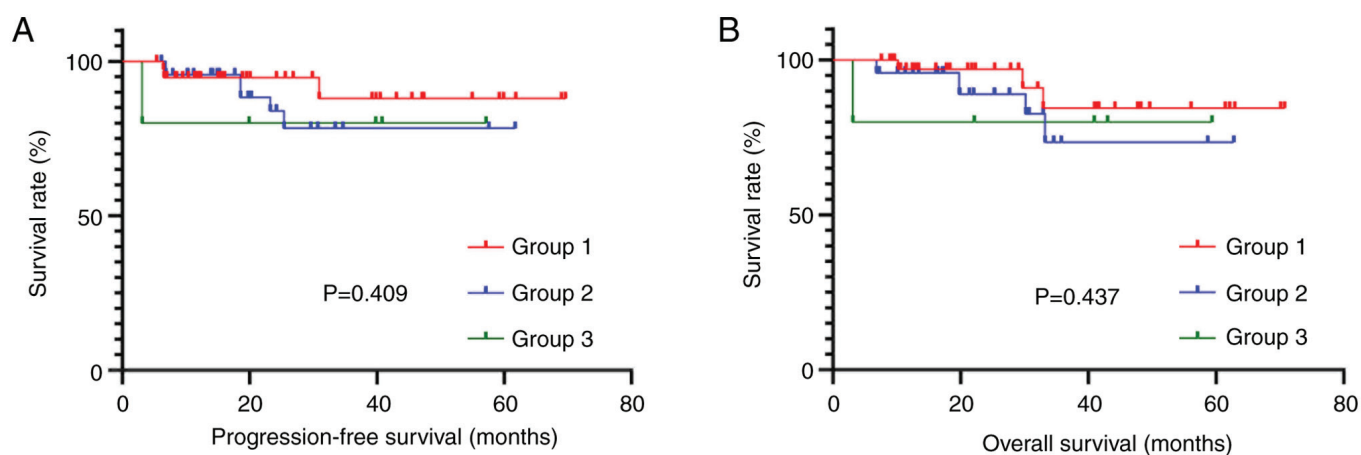 A
100
50
0
Survival rate (%)
Group 1
Group 2
Group 3
P=0.409
0 20 40 60 80
Progression-free survival (months)
B
100
50
0
Survival rate (%)
Group 1
Group 2
Group 3
P=0.437
0 20 40 60 80
Overall survival (months)